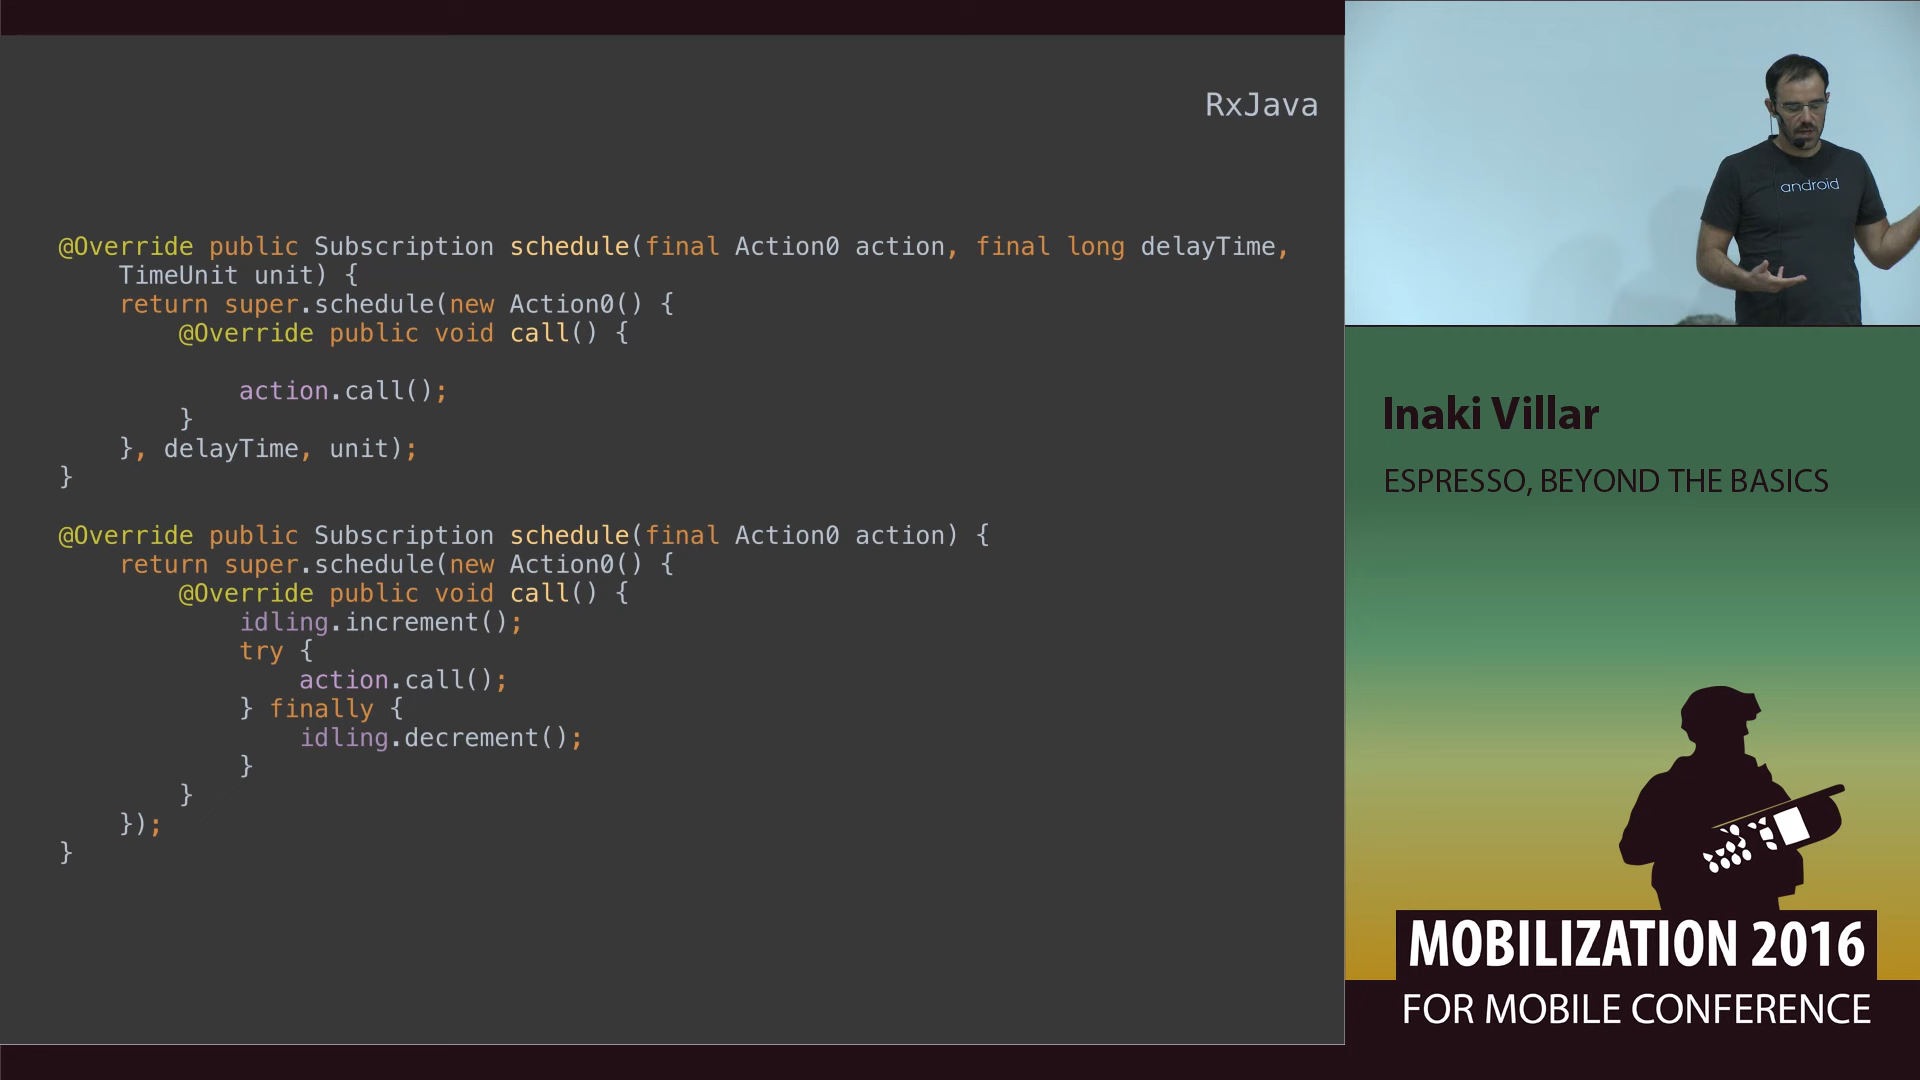 RxJava
@Override public Subscription schedule(final Action0 action, final long delayTime,
TimeUnit unit) {
return super.schedule(new Action0() {
@Override public void call() {
action.call();
}
}, delayTime, unit);
}
@Override public Subscription schedule(final Action0 action) {
return super.schedule(new Action0() {
@Override public void call() {
idling.increment();
try {
action.call();
} finally {
idling.decrement();
}
}
});
}
android
Inaki Villar
ESPRESSO, BEYOND THE BASICS
MOBILIZATION 2016
FOR MOBILE CONFERENCE